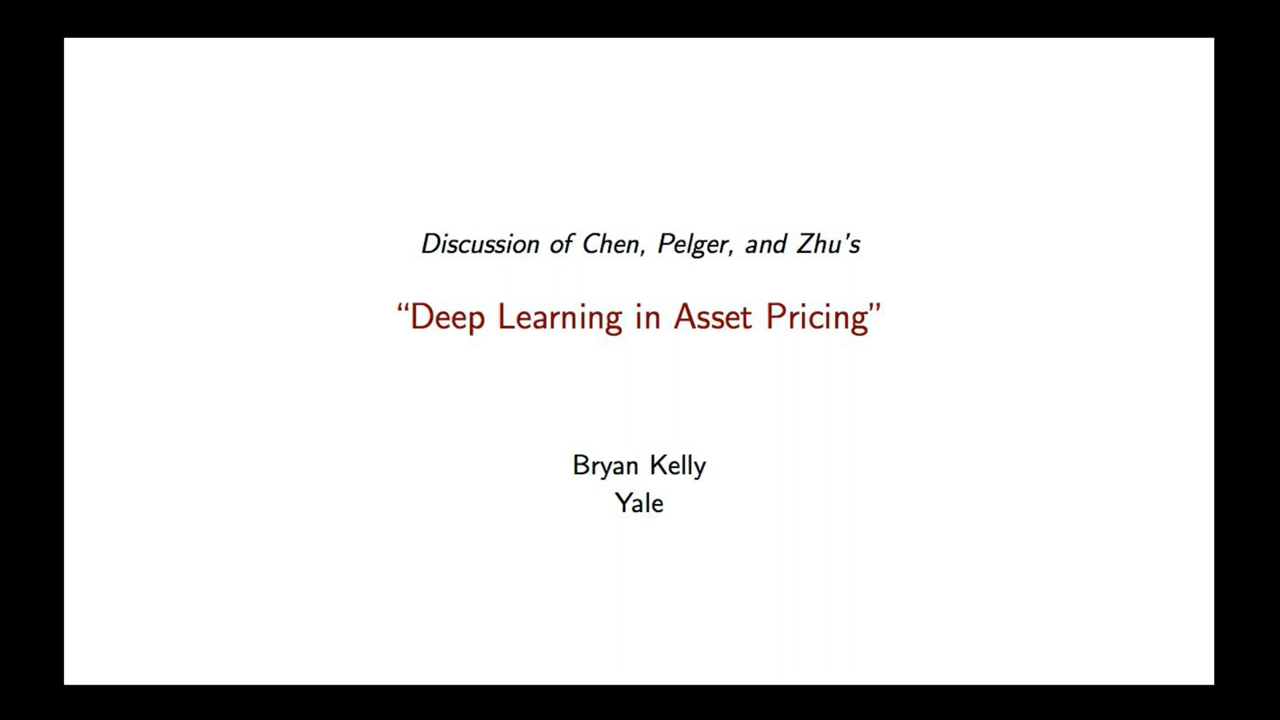 Discussion of Chen, Pelger, and Zhu's
“Deep Learning in Asset Pricing”
Bryan Kelly
Yale